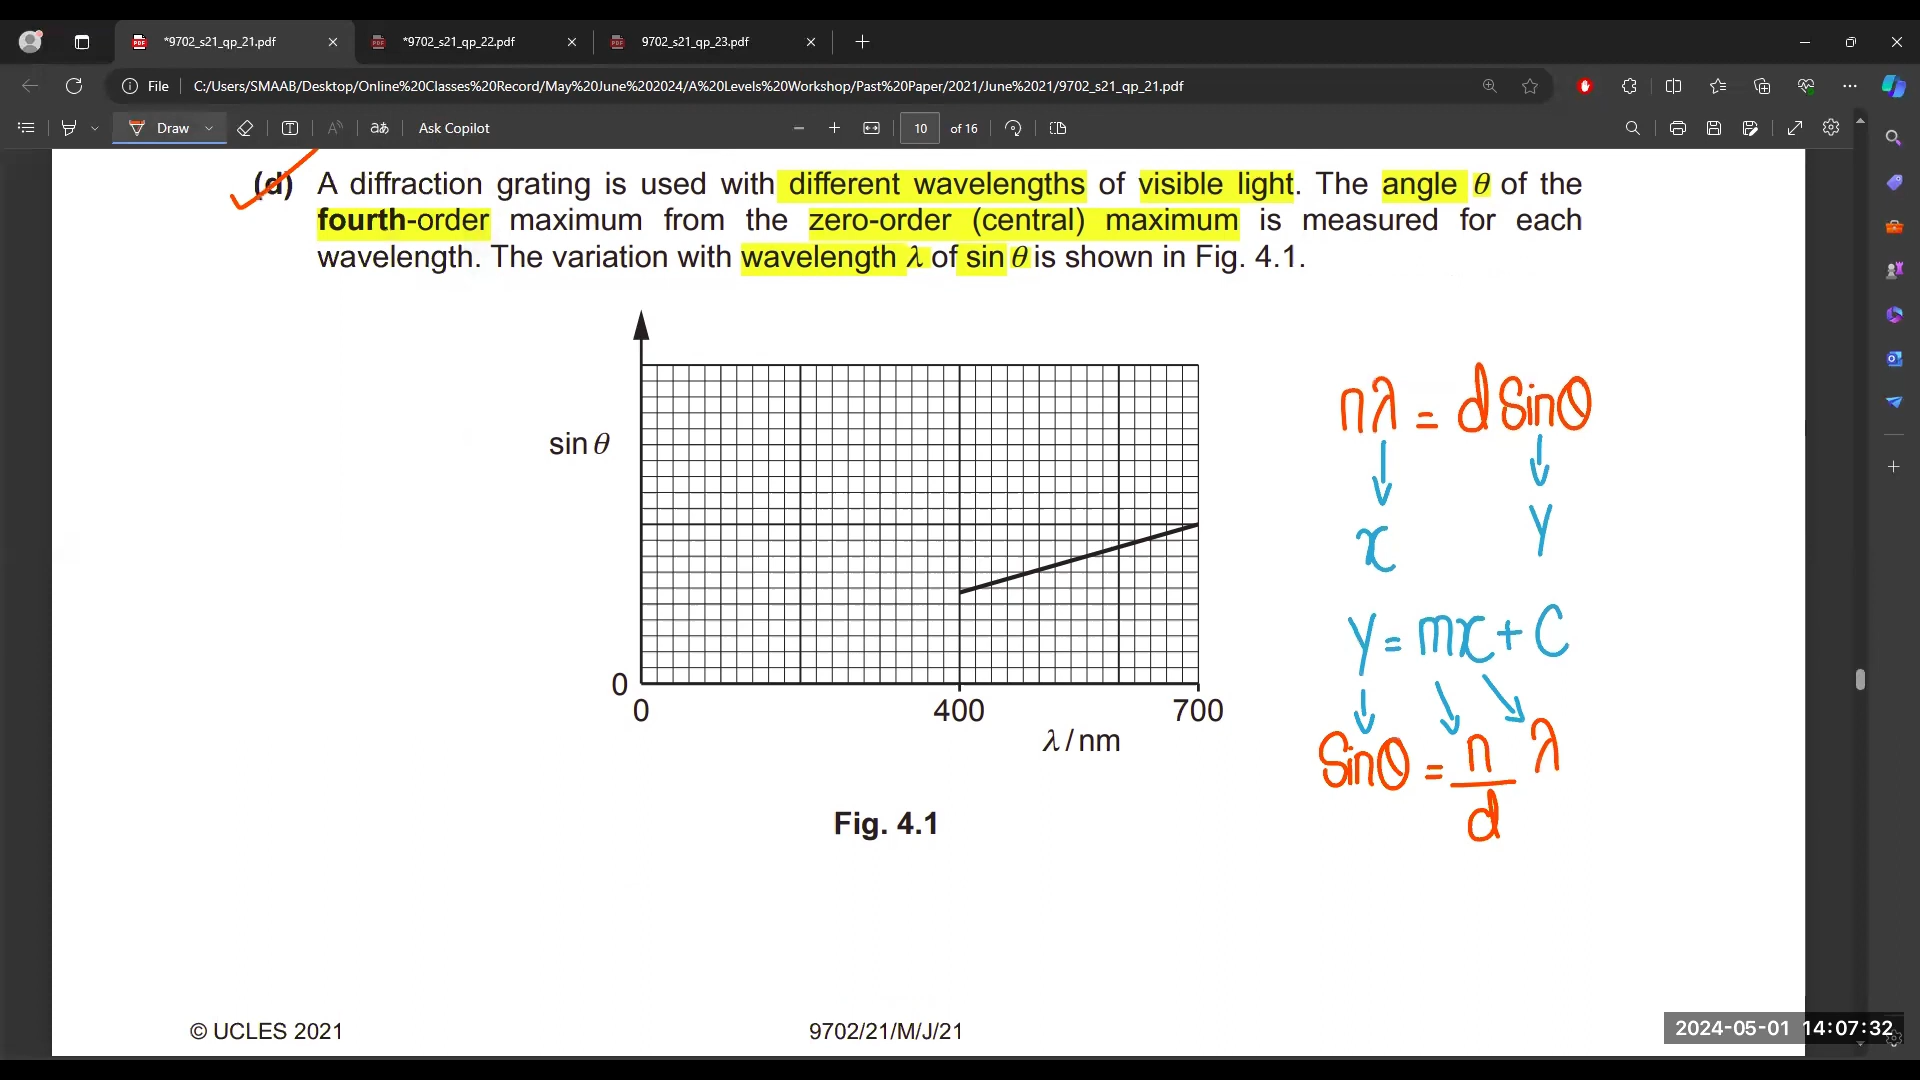 *9702_s21_qp_21.pdf
*9702_s21_qp_22.pdf
9702_s21_qp_23.pdf
File
C:/Users/SMAAB/Desktop/Online%20Classes%20Record/May%20June%202024/A%20Levels%20Workshop/Past%20Paper/2021/June%2021/9702_s21_qp_21.pdf
Draw
Ask Copilot
10 of 16
(d) A diffraction grating is used with different wavelengths of visible light. The angle θ of the
fourth-order maximum from the zero-order (central) maximum is measured for each
wavelength. The variation with wavelength λ of sin θ is shown in Fig. 4.1.
sin θ
0
0
400
700
λ / nm
Fig. 4.1
nλ = d Sinθ
x
y
y = mx + C
Sinθ = n/d λ
© UCLES 2021
9702/21/M/J/21
2024-05-01 14:07:32